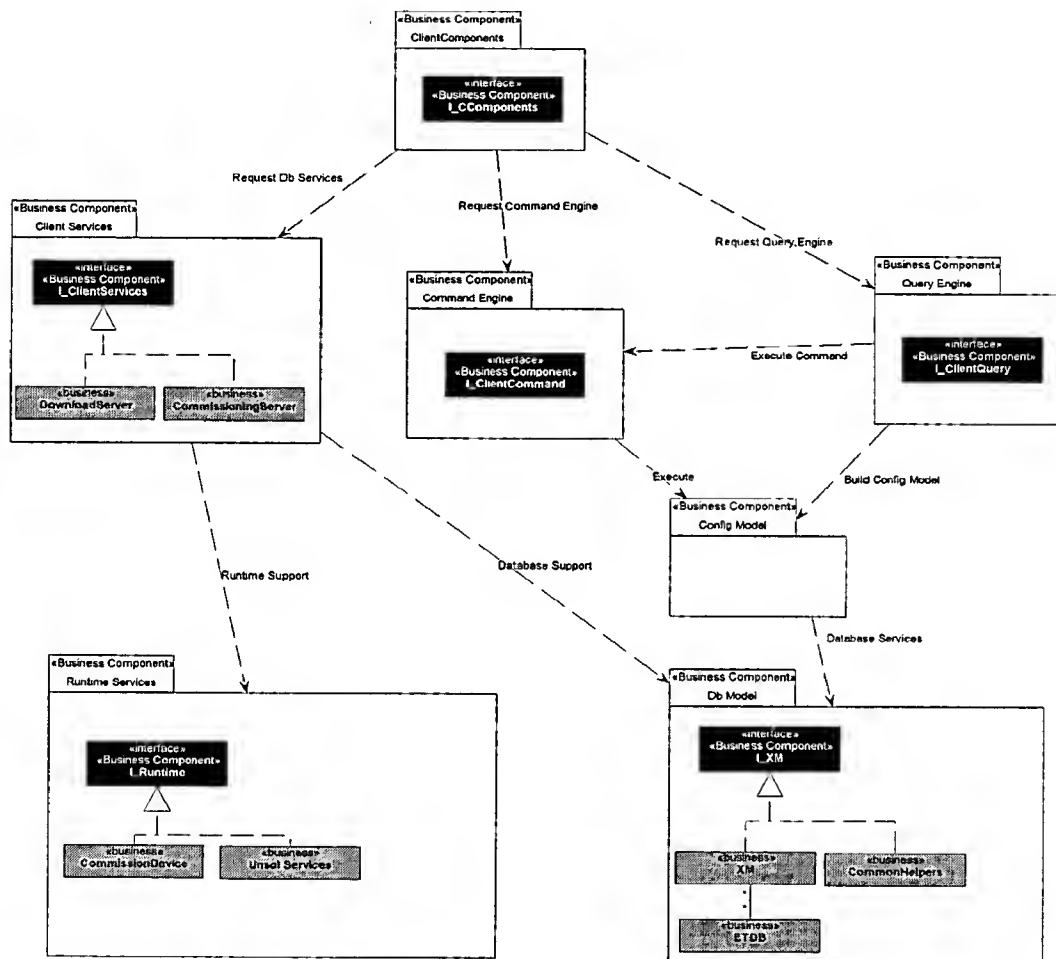 «Business Component»
ClientComponents
«interface»
«Business Component»
I_CComponents
Request Db Services
Request Command Engine
Request Query Engine
«Business Component»
Client Services
«interface»
«Business Component»
I_ClientServices
«business»
DownloadServer
«business»
CommissioningServer
«Business Component»
Command Engine
«interface»
«Business Component»
I_ClientCommand
Execute Command
«Business Component»
Query Engine
«interface»
«Business Component»
I_ClientQuery
Execute
Build Config Model
«Business Component»
Config Model
Runtime Support
Database Support
Database Services
«Business Component»
Runtime Services
«interface»
«Business Component»
I_Runtime
«business»
CommissionDevice
«business»
Unsol Services
«Business Component»
Db Model
«interface»
«Business Component»
I_XM
«business»
XM
«business»
CommonHelpers
«business»
ETDB